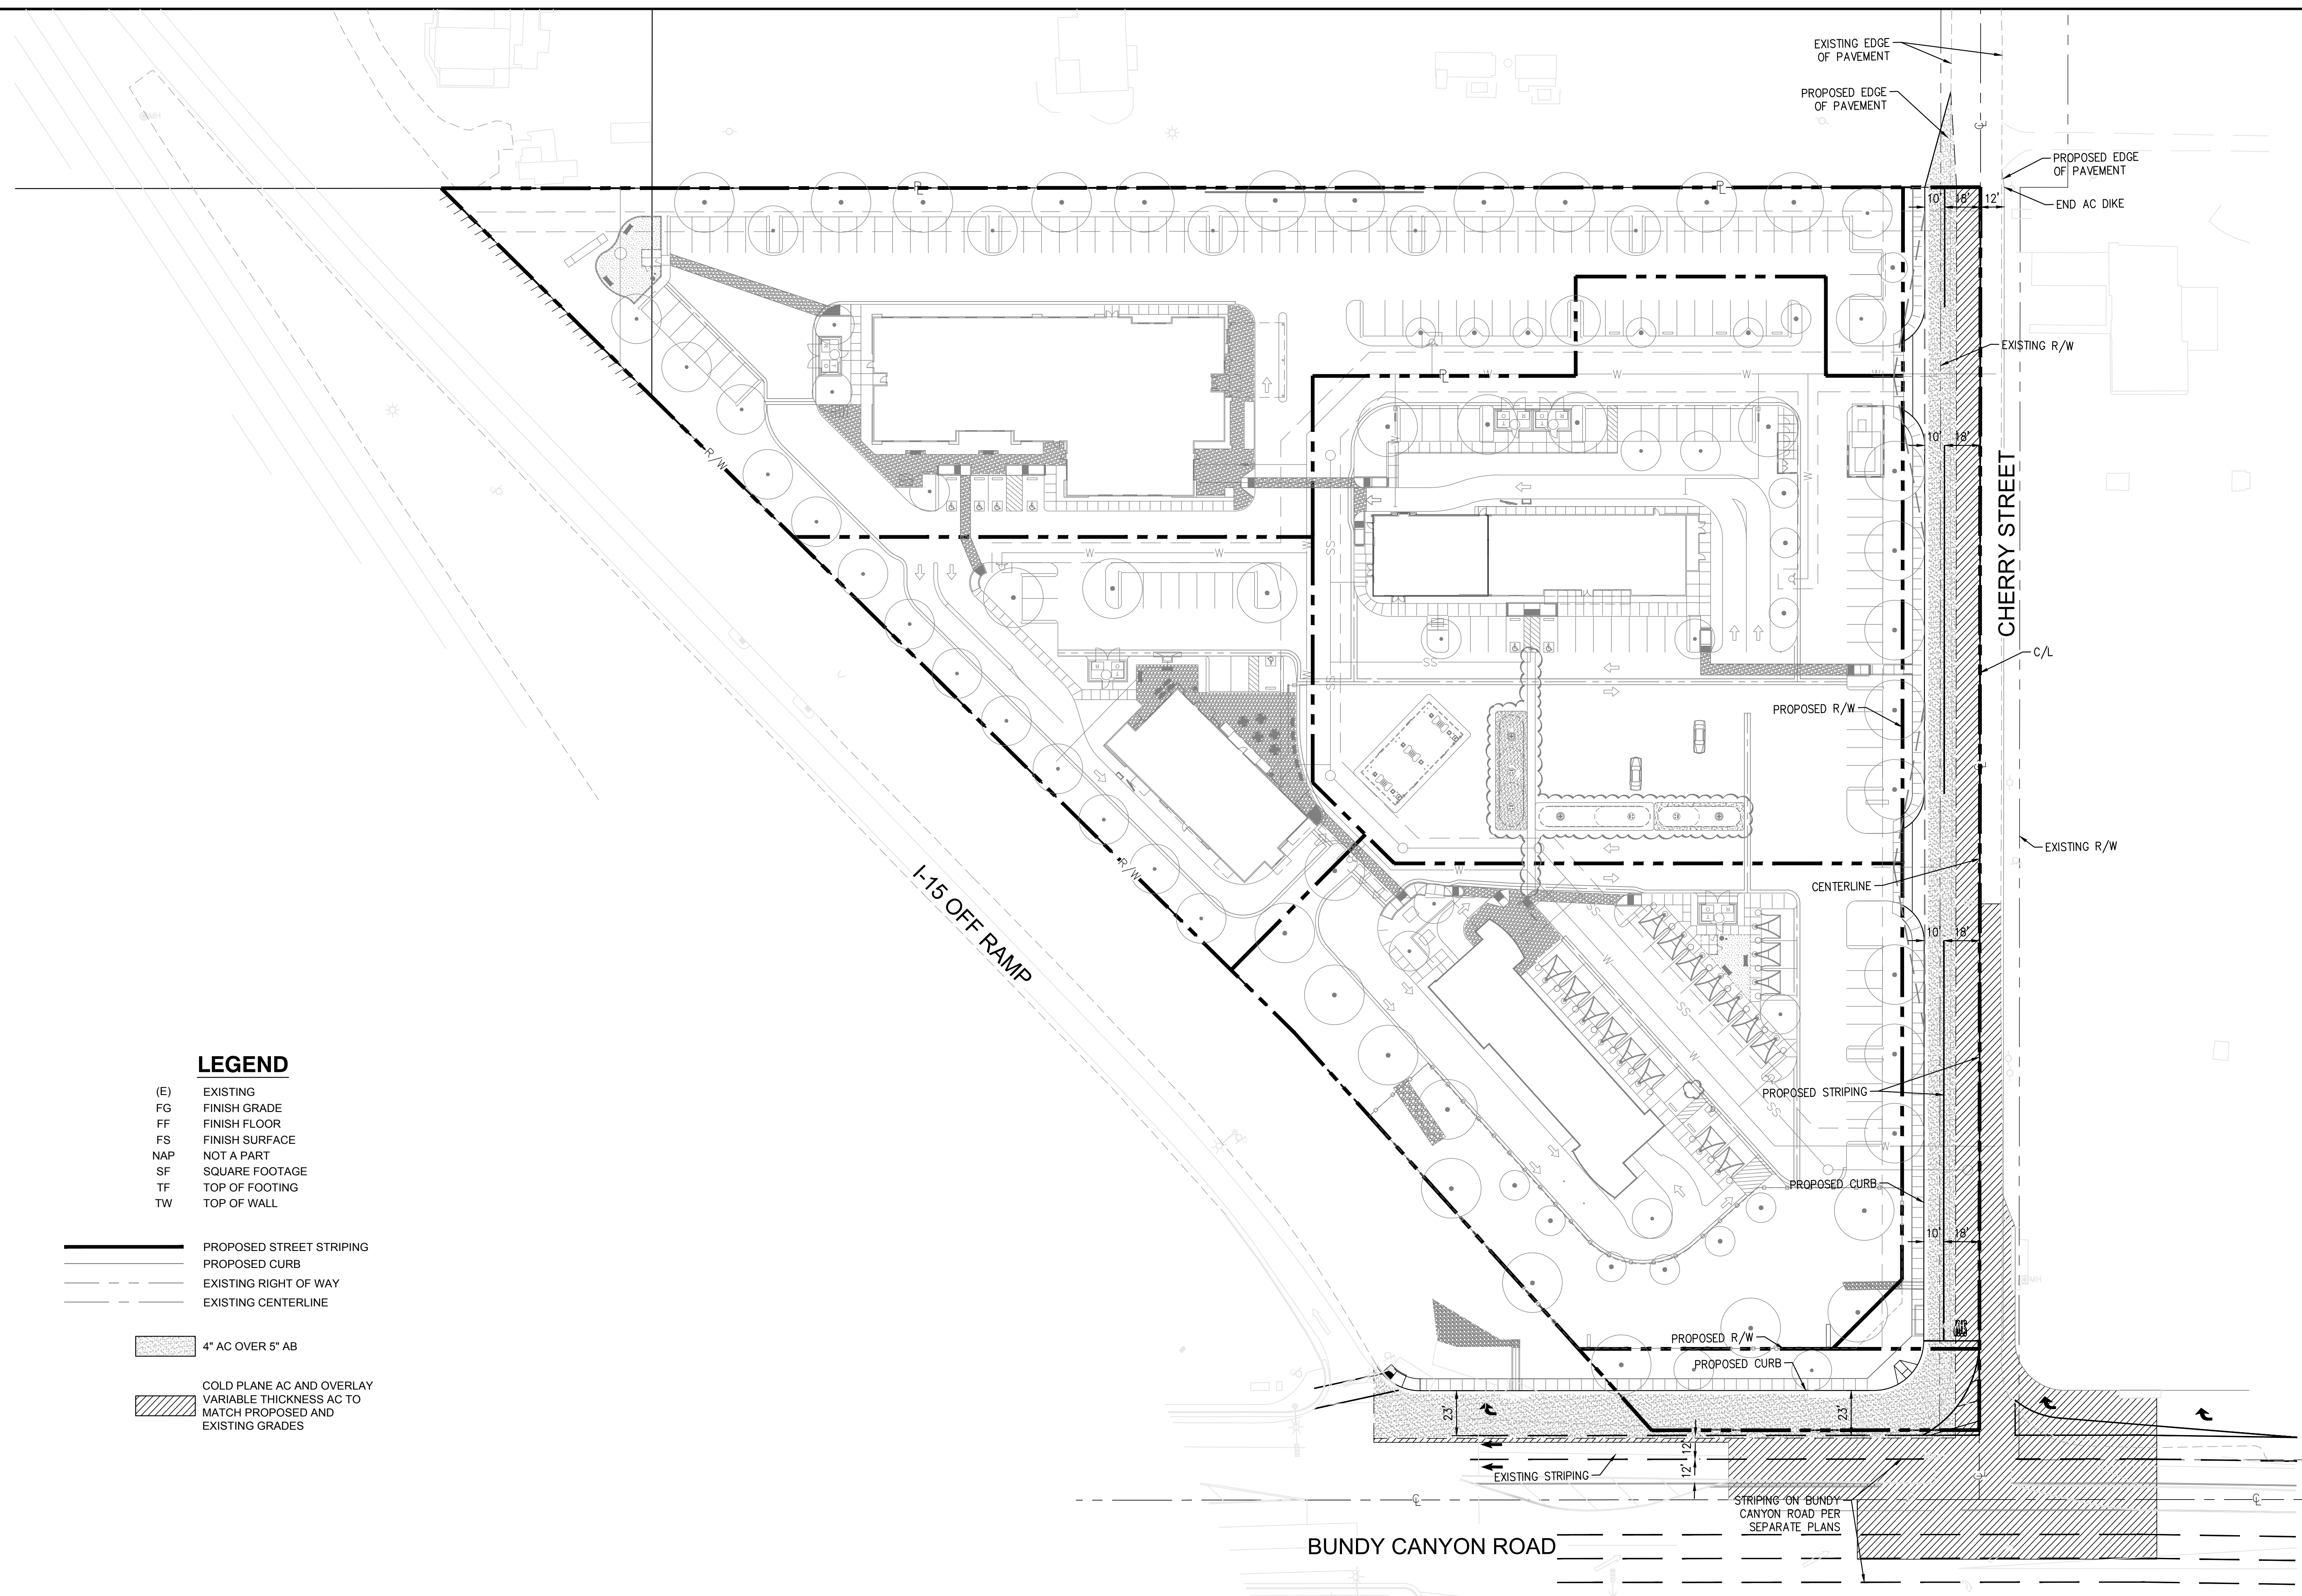 EXISTING EDGE
OF PAVEMENT
PROPOSED EDGE
OF PAVEMENT
PROPOSED EDGE
OF PAVEMENT
END AC DIKE
10' 18' 12'
EXISTING R/W
10' 18'
CHERRY STREET
C/L
PROPOSED R/W
EXISTING R/W
CENTERLINE
10' 18'
PROPOSED STRIPING
PROPOSED CURB
10' 18'
PROPOSED R/W
PROPOSED CURB
R/W
R/W
I-15 OFF RAMP
23'
23'
12'
12'
EXISTING STRIPING
STRIPING ON BUNDY
CANYON ROAD PER
SEPARATE PLANS
BUNDY CANYON ROAD
LEGEND
(E) EXISTING
FG FINISH GRADE
FF FINISH FLOOR
FS FINISH SURFACE
NAP NOT A PART
SF SQUARE FOOTAGE
TF TOP OF FOOTING
TW TOP OF WALL
PROPOSED STREET STRIPING
PROPOSED CURB
EXISTING RIGHT OF WAY
EXISTING CENTERLINE
4" AC OVER 5" AB
COLD PLANE AC AND OVERLAY
VARIABLE THICKNESS AC TO
MATCH PROPOSED AND
EXISTING GRADES